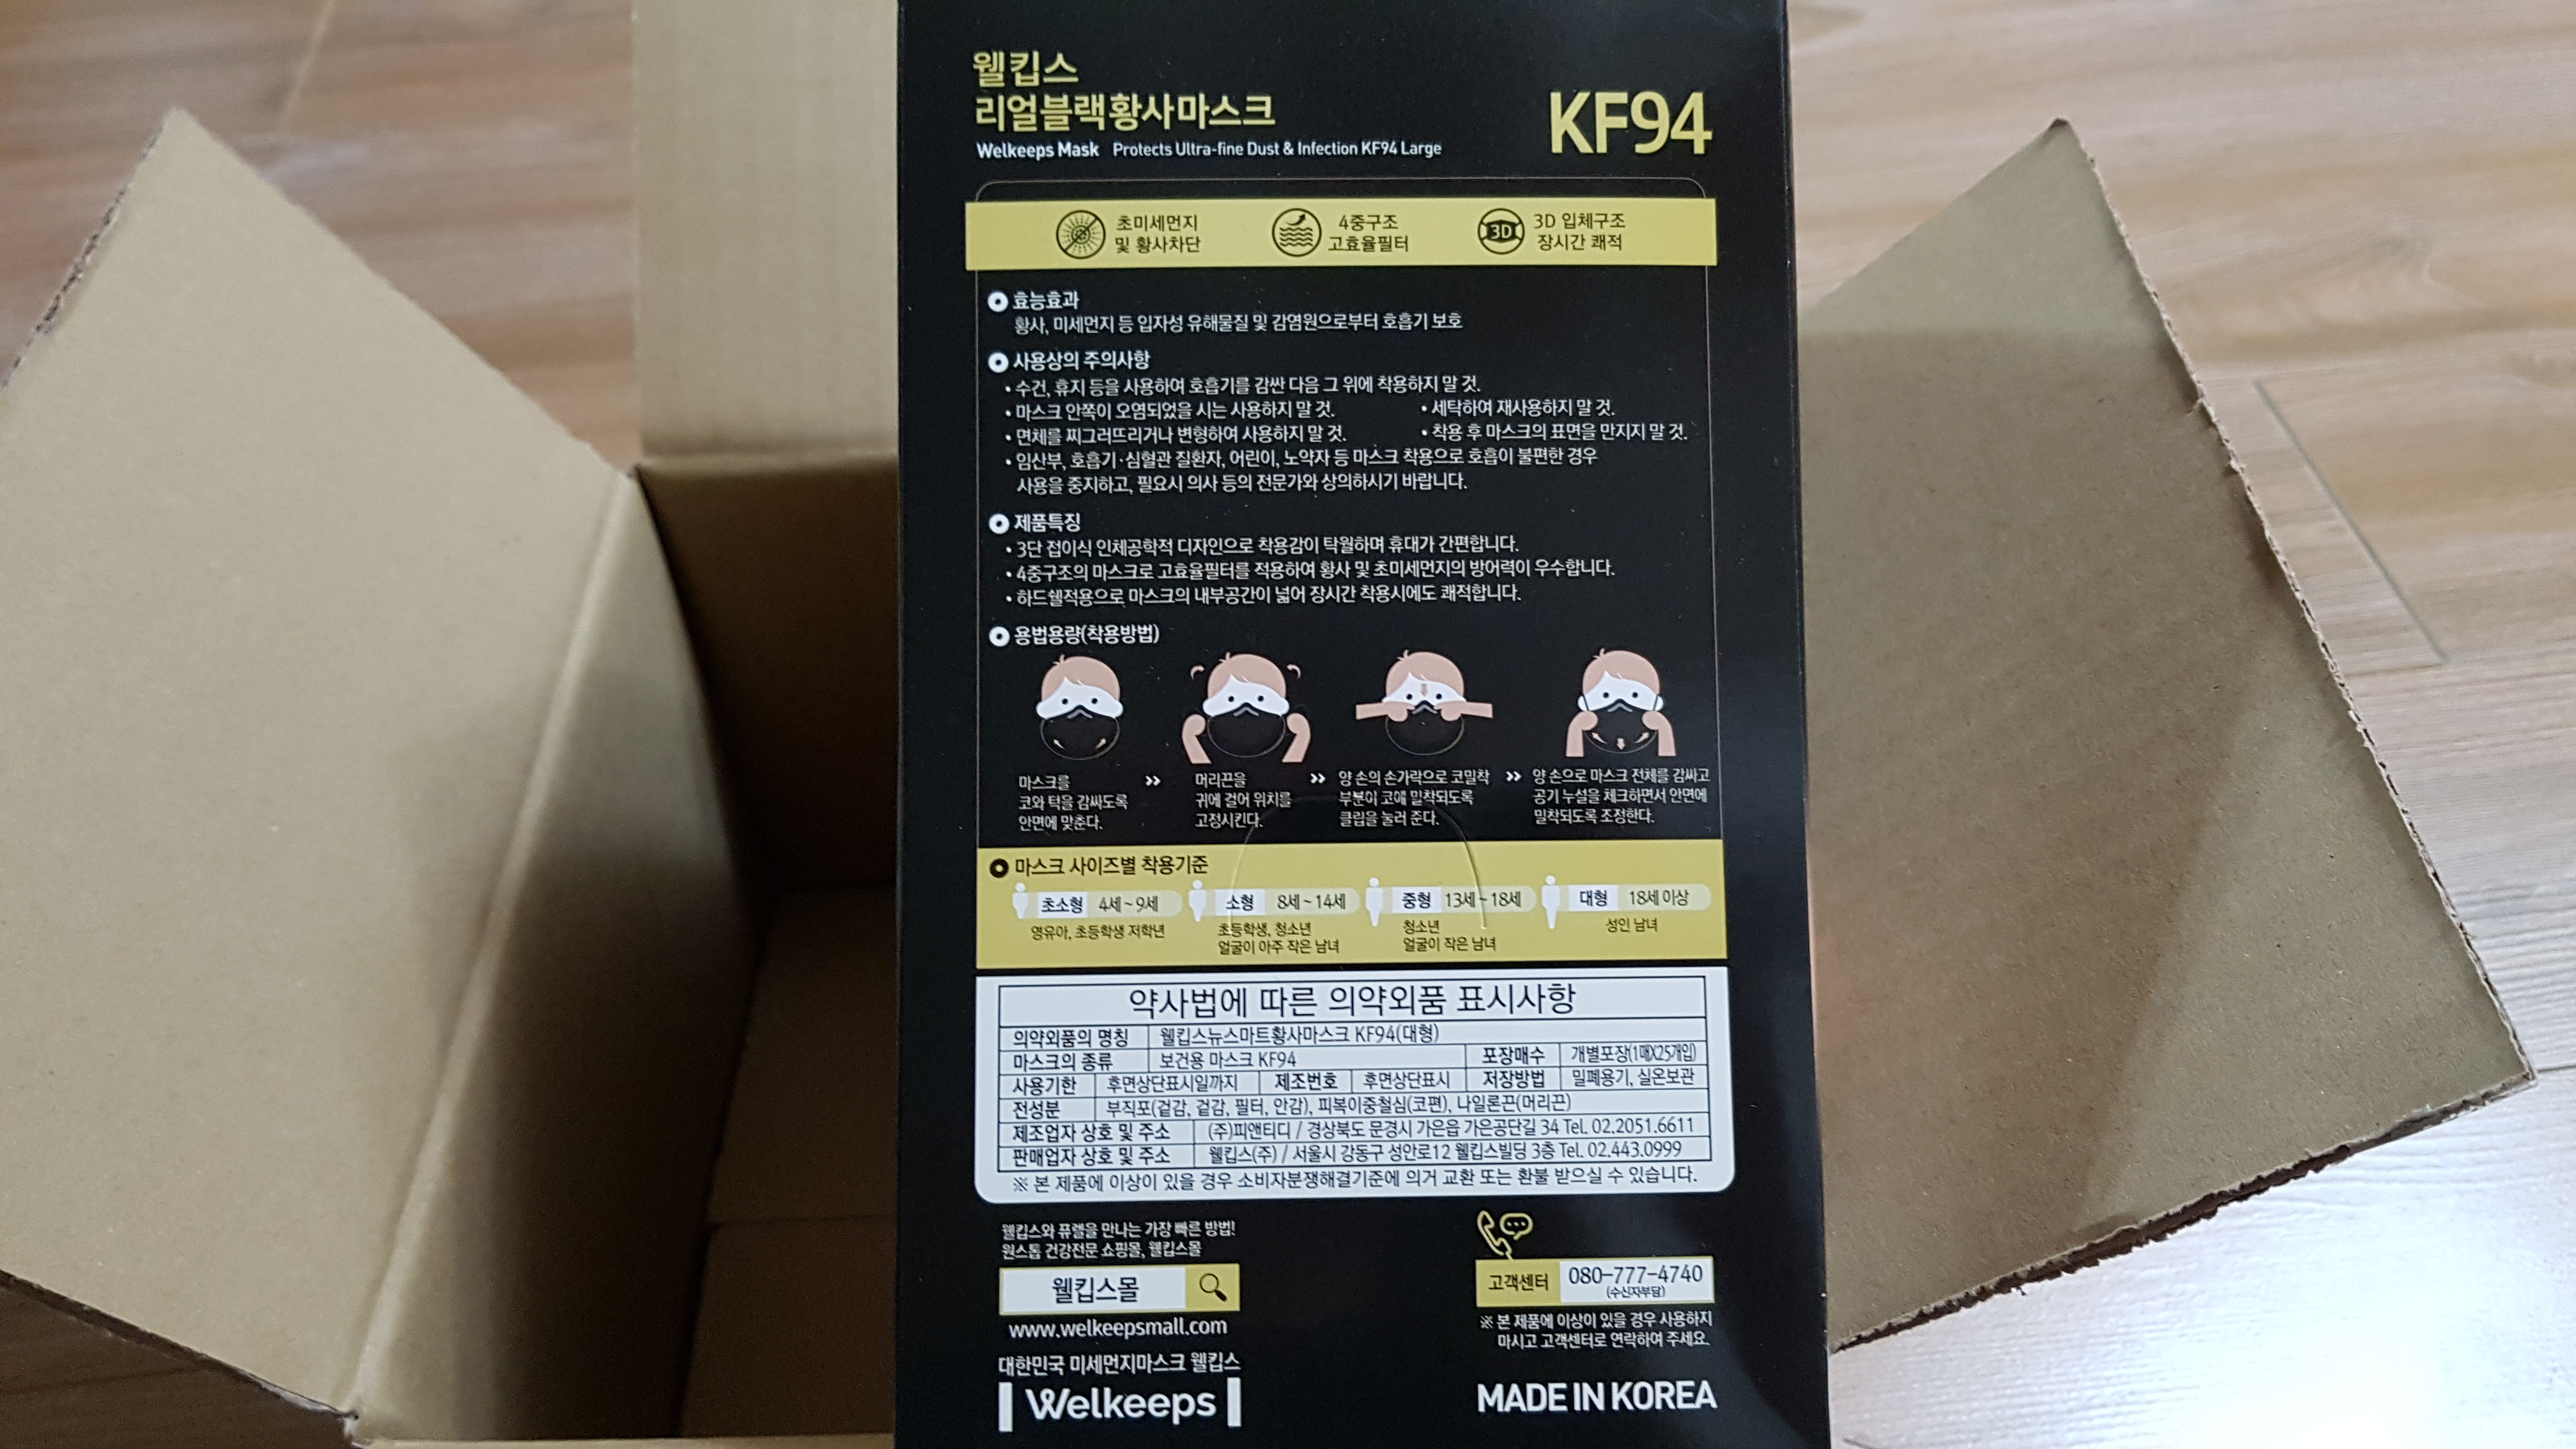 웰킵스
리얼블랙황사마스크
KF94
Welkeeps Mask Protects Ultra-fine Dust & Infection KF94 Large
초미세먼지
및 황사차단
4중구조
고효율필터
3D
3D 입체구조
장시간 쾌적
효능효과
황사, 미세먼지 등 입자성 유해물질 및 감염원으로부터 호흡기 보호
사용상의 주의사항
• 수건, 휴지 등을 사용하여 호흡기를 감싼 다음 그 위에 착용하지 말 것.
• 마스크 안쪽이 오염되었을 시는 사용하지 말 것. • 세탁하여 재사용하지 말 것.
• 면체를 찌그러뜨리거나 변형하여 사용하지 말 것. • 착용 후 마스크의 표면을 만지지 말 것.
• 임산부, 호흡기·심혈관 질환자, 어린이, 노약자 등 마스크 착용으로 호흡이 불편한 경우
사용을 중지하고, 필요시 의사 등의 전문가와 상의하시기 바랍니다.
제품특징
• 3단 접이식 인체공학적 디자인으로 착용감이 탁월하며 휴대가 간편합니다.
• 4중구조의 마스크로 고효율필터를 적용하여 황사 및 초미세먼지의 방어력이 우수합니다.
• 하드쉘적용으로 마스크의 내부공간이 넓어 장시간 착용시에도 쾌적합니다.
용법용량(착용방법)
마스크를
코와 턱을 감싸도록
안면에 맞춘다.
머리끈을
귀에 걸어 위치를
고정시킨다.
양 손의 손가락으로 코밀착
부분이 코에 밀착되도록
클립을 눌러 준다.
양 손으로 마스크 전체를 감싸고
공기 누설을 체크하면서 안면에
밀착되도록 조정한다.
마스크 사이즈별 착용기준
초소형 4세~9세
영유아, 초등학생 저학년
소형 8세~14세
초등학생, 청소년
얼굴이 아주 작은 남녀
중형 13세~18세
청소년
얼굴이 작은 남녀
대형 18세 이상
성인 남녀
약사법에 따른 의약외품 표시사항
의약외품의 명칭 웰킵스뉴스마트황사마스크 KF94(대형)
마스크의 종류 보건용 마스크 KF94 포장매수 개별포장(1매X25개입)
사용기한 후면상단표시일까지 제조번호 후면상단표시 저장방법 밀폐용기, 실온보관
전성분 부직포(겉감, 겉감, 필터, 안감), 피복이중철심(코편), 나일론끈(머리끈)
제조업자 상호 및 주소 (주)피앤티디 / 경상북도 문경시 가은읍 가은공단길 34 Tel. 02.2051.6611
판매업자 상호 및 주소 웰킵스(주) / 서울시 강동구 성안로12 웰킵스빌딩 3층 Tel. 02.443.0999
※ 본 제품에 이상이 있을 경우 소비자분쟁해결기준에 의거 교환 또는 환불 받으실 수 있습니다.
웰킵스와 퓨렐을 만나는 가장 빠른 방법!
원스톱 건강전문 쇼핑몰, 웰킵스몰
웰킵스몰
www.welkeepsmall.com
대한민국 미세먼지마스크 웰킵스
Welkeeps
고객센터 080-777-4740
(수신자부담)
※ 본 제품에 이상이 있을 경우 사용하지
마시고 고객센터로 연락하여 주세요.
MADE IN KOREA